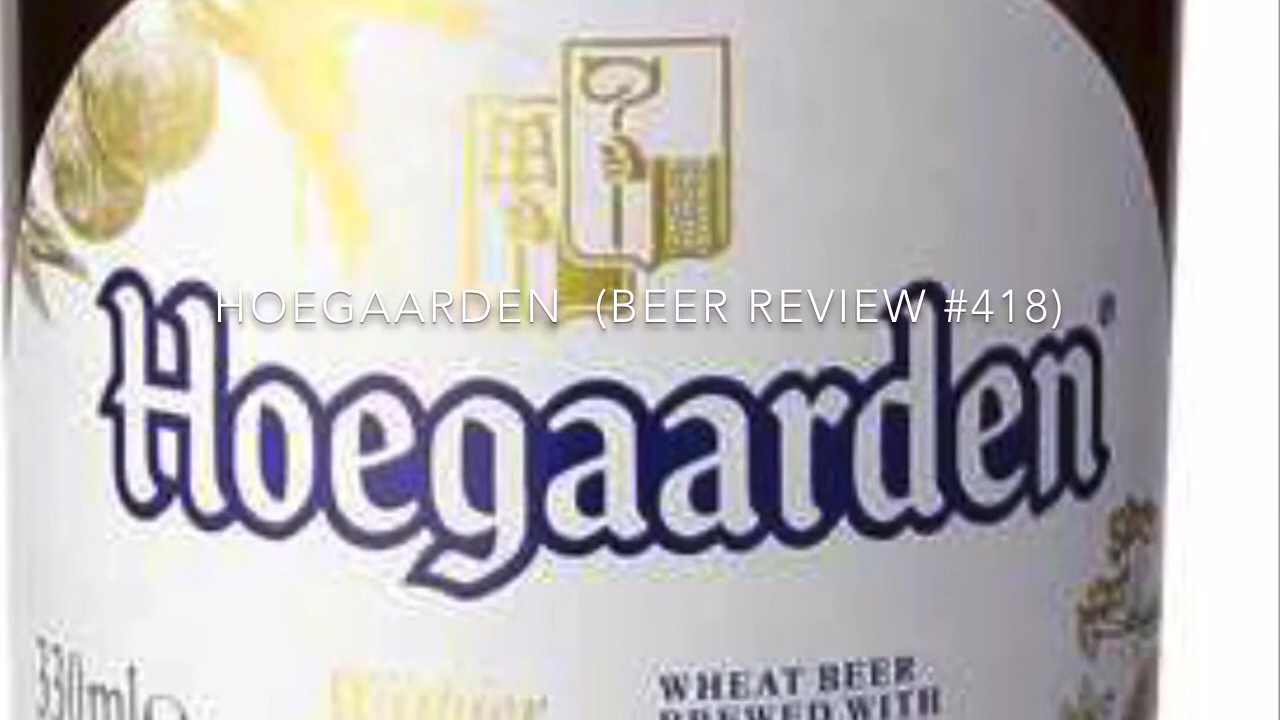 HOEGAARDEN (BEER REVIEW #418)
Hoegaarden®
330ml e
WHEAT BEER
BREWED WITH